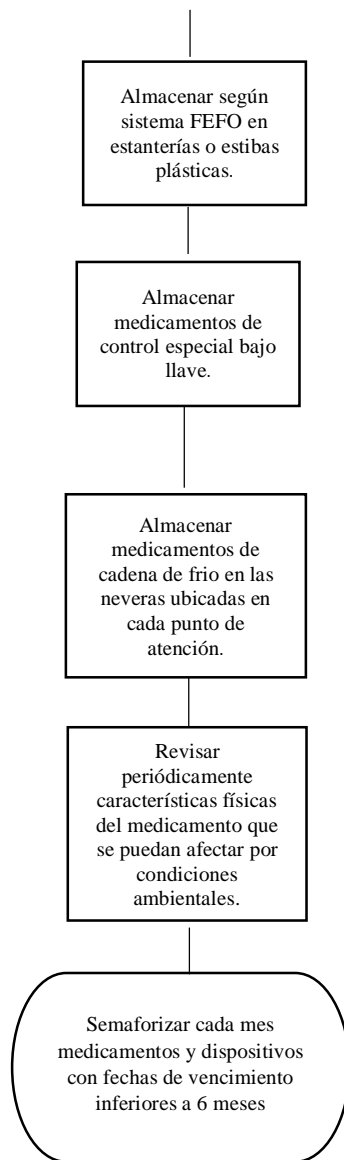 Almacenar según
sistema FEFO en
estanterías o estibas
plásticas.
Almacenar
medicamentos de
control especial bajo
llave.
Almacenar
medicamentos de
cadena de frio en las
neveras ubicadas en
cada punto de
atención.
Revisar
periódicamente
características físicas
del medicamento que
se puedan afectar por
condiciones
ambientales.
Semaforizar cada mes
medicamentos y dispositivos
con fechas de vencimiento
inferiores a 6 meses